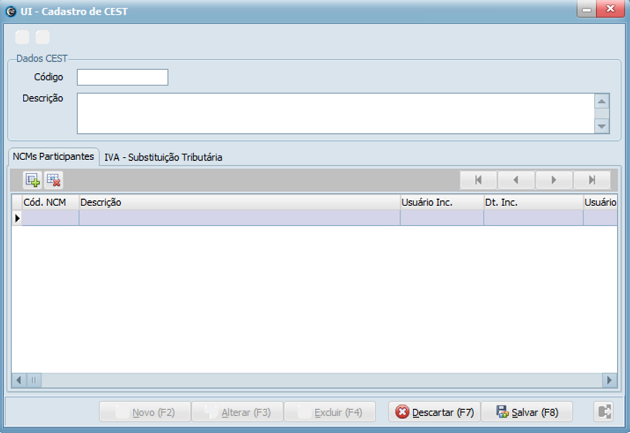 UI - Cadastro de CEST
Dados CEST
Código
Descrição
NCMs Participantes IVA - Substituição Tributária
Cód. NCM Descrição Usuário Inc. Dt. Inc. Usuário
Novo (F2) Alterar (F3) Excluir (F4) Descartar (F7) Salvar (F8)